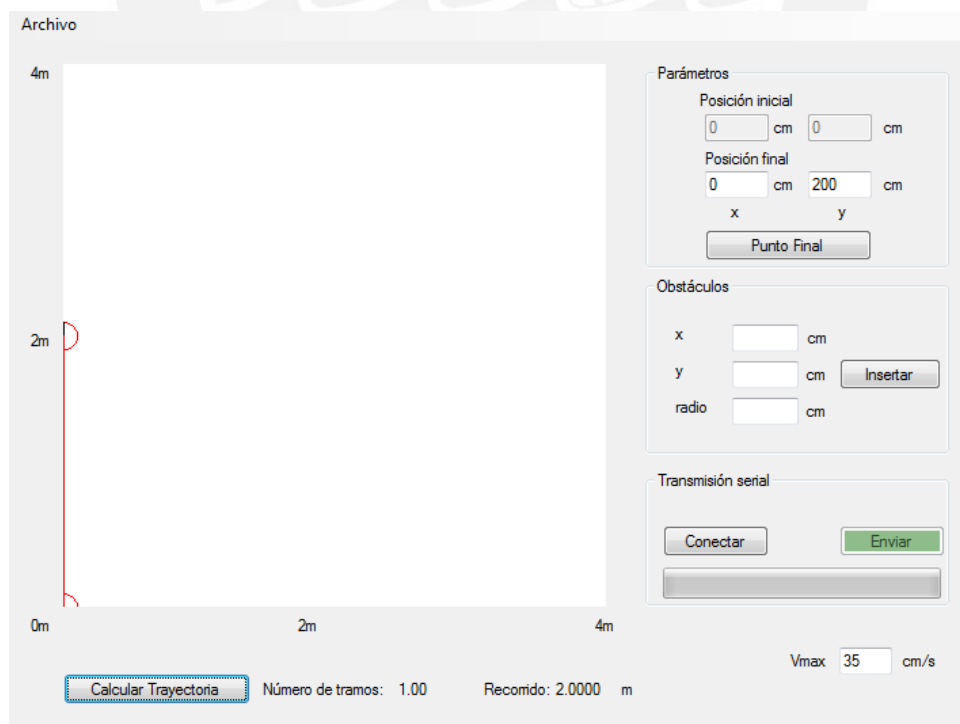 Archivo
4m
2m
0m
2m
4m
Calcular Trayectoria Número de tramos: 1.00 Recorrido: 2.0000 m
Parámetros
Posición inicial
0 cm 0 cm
Posición final
0 cm 200 cm
x y
Punto Final
Obstáculos
x cm
y cm Insertar
radio cm
Transmisión serial
Conectar Enviar
Vmax 35 cm/s